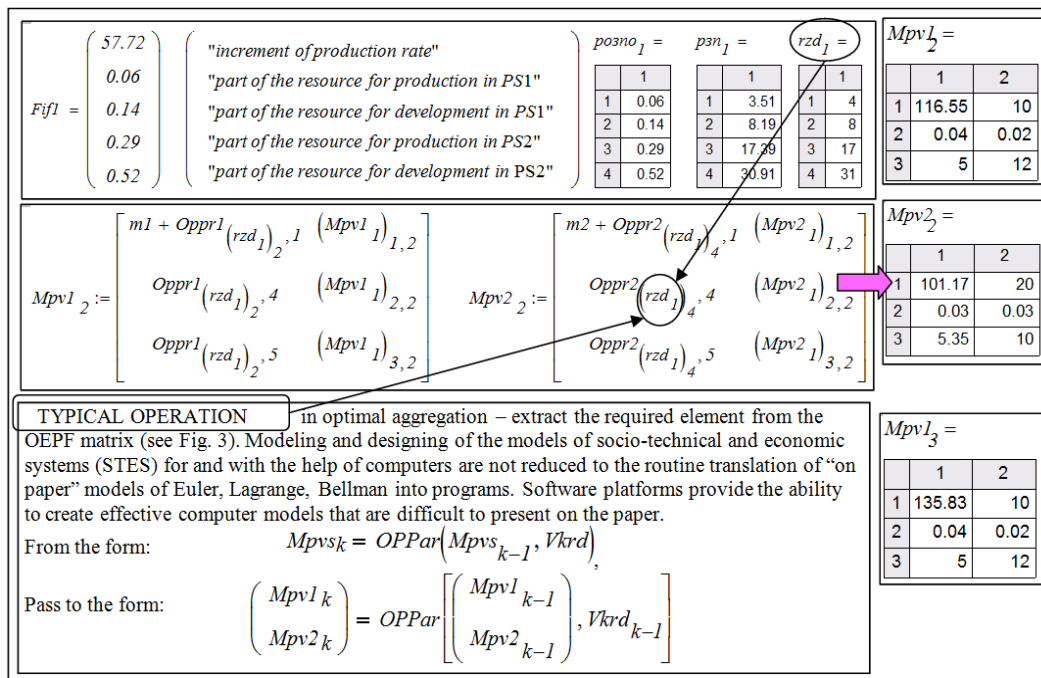 Fif1 = ( 57.72 0.06 0.14 0.29 0.52 )
"increment of production rate"
"part of the resource for production in PS1"
"part of the resource for development in PS1"
"part of the resource for production in PS2"
"part of the resource for development in PS2"
розпо1 =
1
1 0.06
2 0.14
3 0.29
4 0.52
рзп1 =
1
1 3.51
2 8.19
3 17.39
4 30.91
rzd1 =
1
1 4
2 8
3 17
4 31
Mpv12 =
1 2
1 116.55 10
2 0.04 0.02
3 5 12
Mpv12 := [ m1 + Oppr1(rzd1)2,1 (Mpv11)1,2
Oppr1(rzd1)2,4 (Mpv11)2,2
Oppr1(rzd1)2,5 (Mpv11)3,2 ]
Mpv22 := [ m2 + Oppr2(rzd1)4,1 (Mpv21)1,2
Oppr2(rzd1)4,4 (Mpv21)2,2
Oppr2(rzd1)4,5 (Mpv21)3,2 ]
Mpv22 =
1 2
1 101.17 20
2 0.03 0.03
3 5.35 10
TYPICAL OPERATION in optimal aggregation – extract the required element from the
OEPF matrix (see Fig. 3). Modeling and designing of the models of socio-technical and economic
systems (STES) for and with the help of computers are not reduced to the routine translation of “on
paper” models of Euler, Lagrange, Bellman into programs. Software platforms provide the ability
to create effective computer models that are difficult to present on the paper.
From the form: Mpvsk = OPPar(Mpvsk-1, Vkrd),
Pass to the form: ( Mpv1k Mpv2k ) = OPPar[ ( Mpv1k-1 Mpv2k-1 ), Vkrdk-1 ]
Mpv13 =
1 2
1 135.83 10
2 0.04 0.02
3 5 12